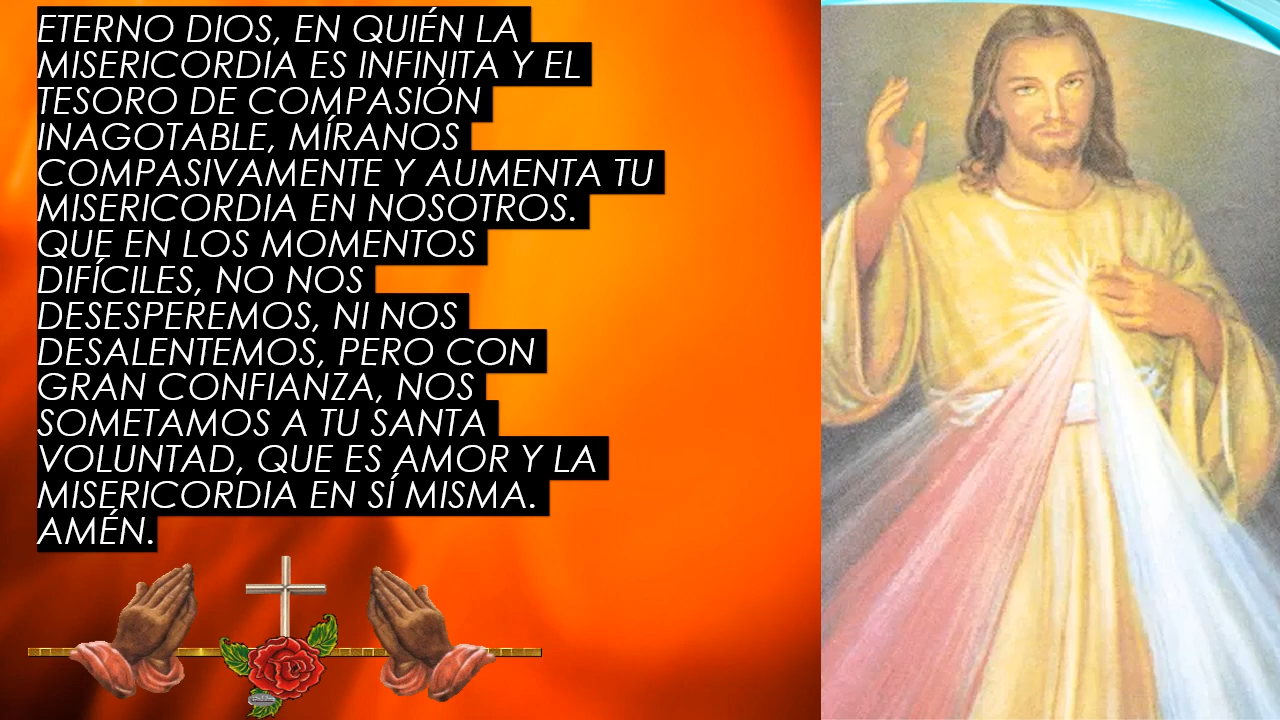 ETERNO DIOS, EN QUIÉN LA
MISERICORDIA ES INFINITA Y EL
TESORO DE COMPASIÓN
INAGOTABLE, MÍRANOS
COMPASIVAMENTE Y AUMENTA TU
MISERICORDIA EN NOSOTROS.
QUE EN LOS MOMENTOS
DIFÍCILES, NO NOS
DESESPEREMOS, NI NOS
DESALENTEMOS, PERO CON
GRAN CONFIANZA, NOS
SOMETAMOS A TU SANTA
VOLUNTAD, QUE ES AMOR Y LA
MISERICORDIA EN SÍ MISMA.
AMÉN.